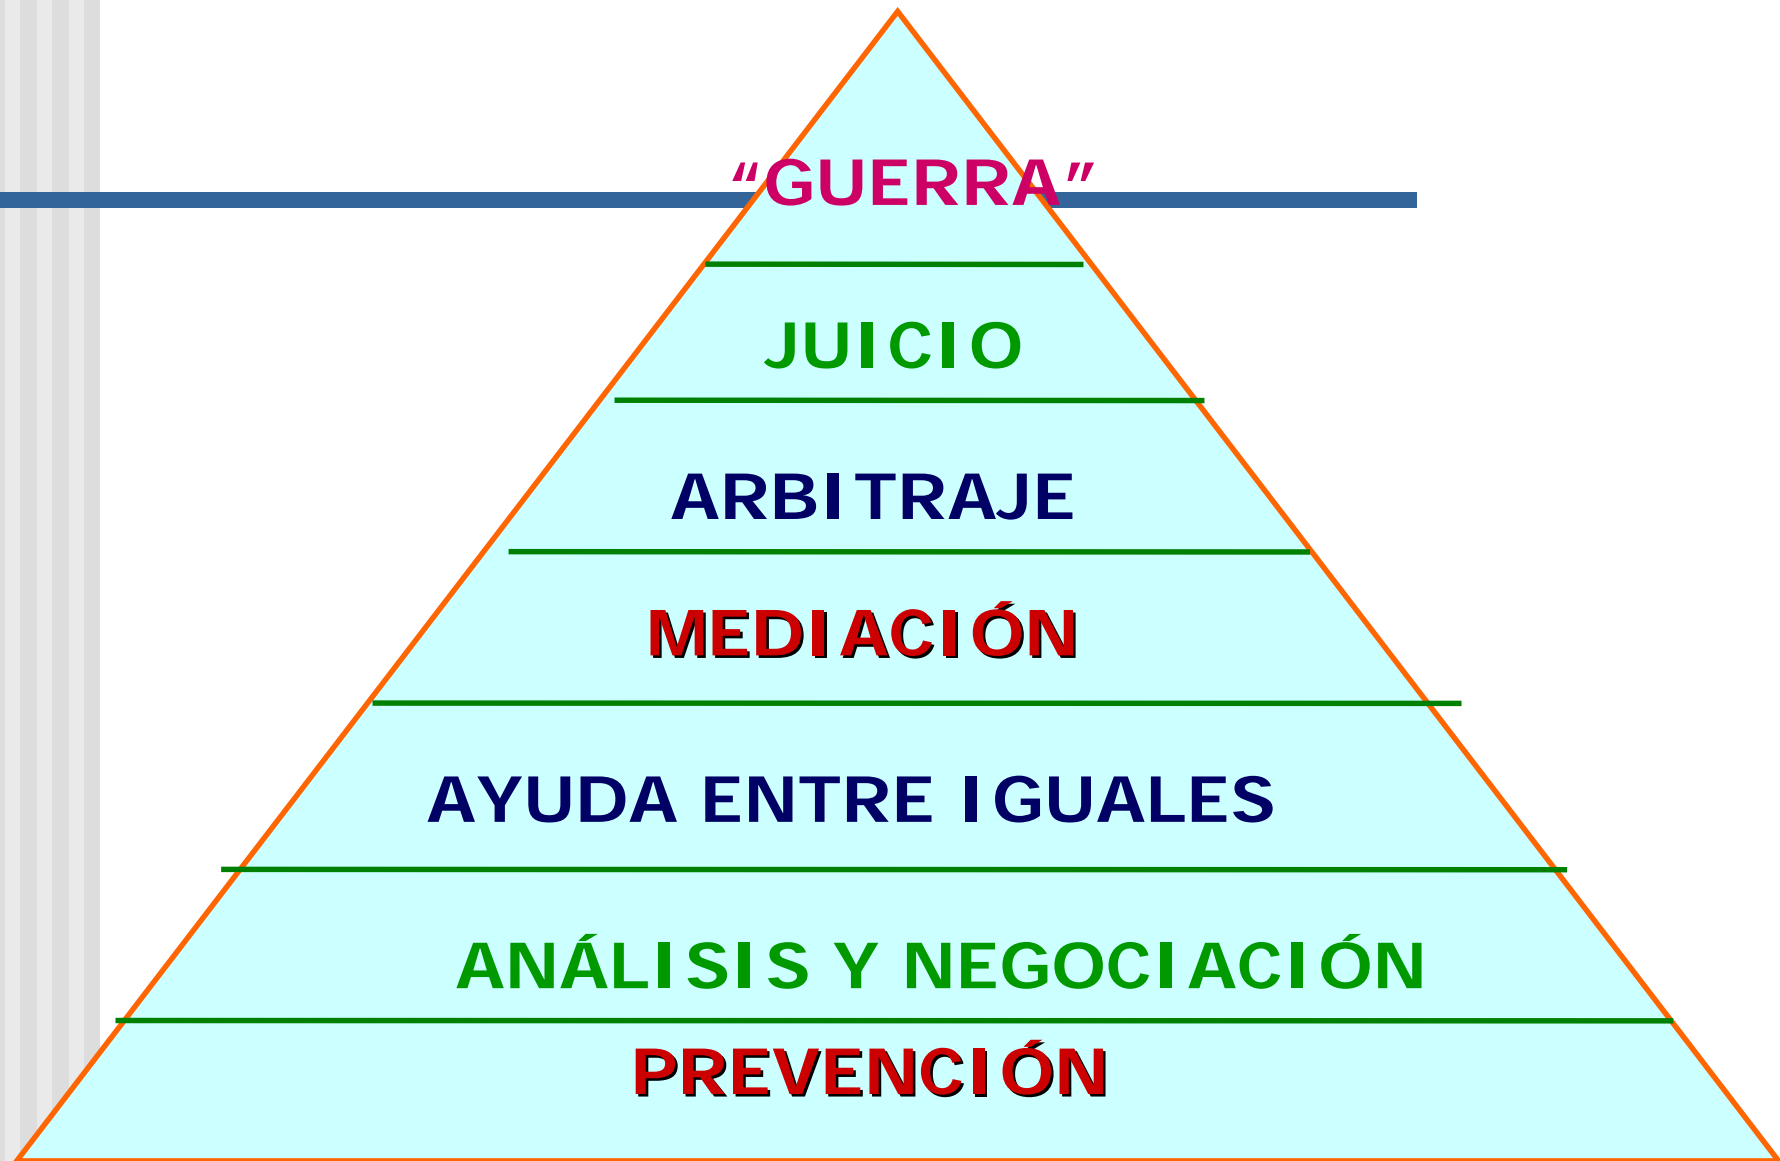 “GUERRA”
JUICIO
ARBITRAJE
MEDIACIÓN
AYUDA ENTRE IGUALES
ANÁLISIS Y NEGOCIACIÓN
PREVENCIÓN